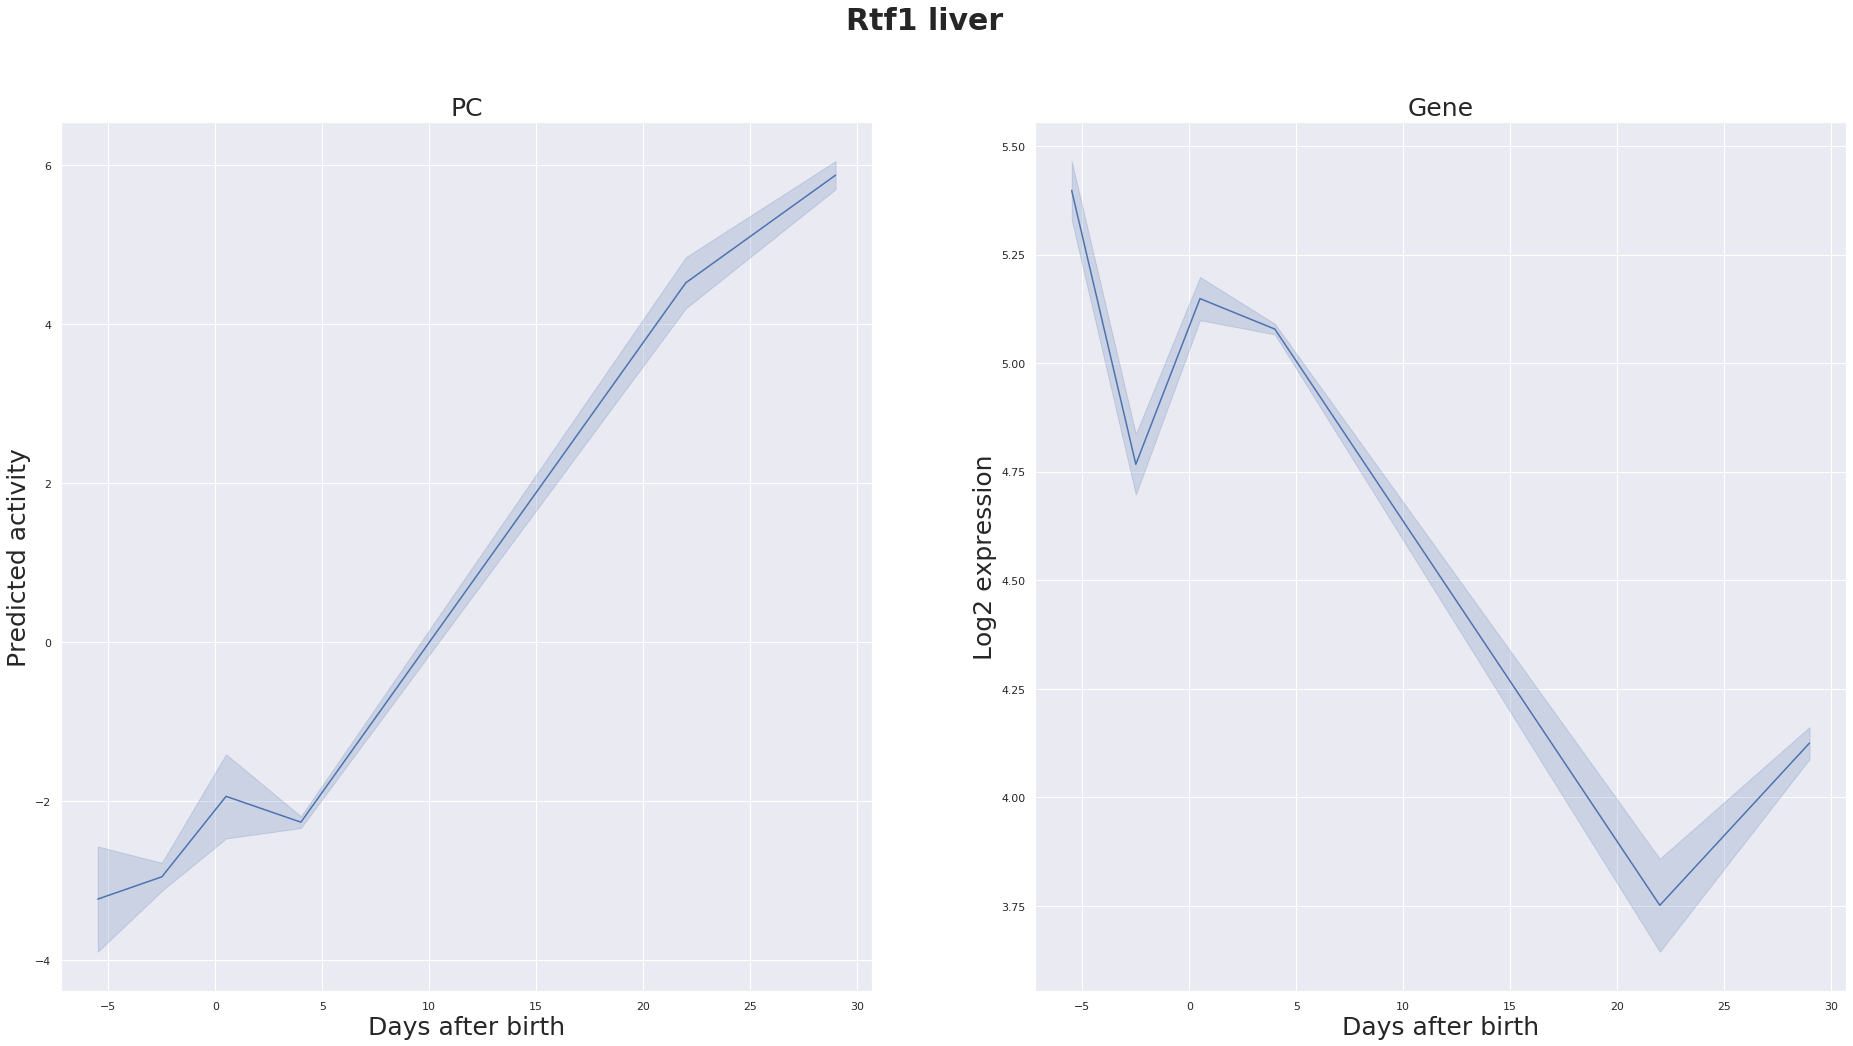 Rtf1 liver
PC
Predicted activity
6
4
2
0
−2
−4
−5 0 5 10 15 20 25 30
Days after birth
Gene
Log2 expression
5.50
5.25
5.00
4.75
4.50
4.25
4.00
3.75
−5 0 5 10 15 20 25 30
Days after birth